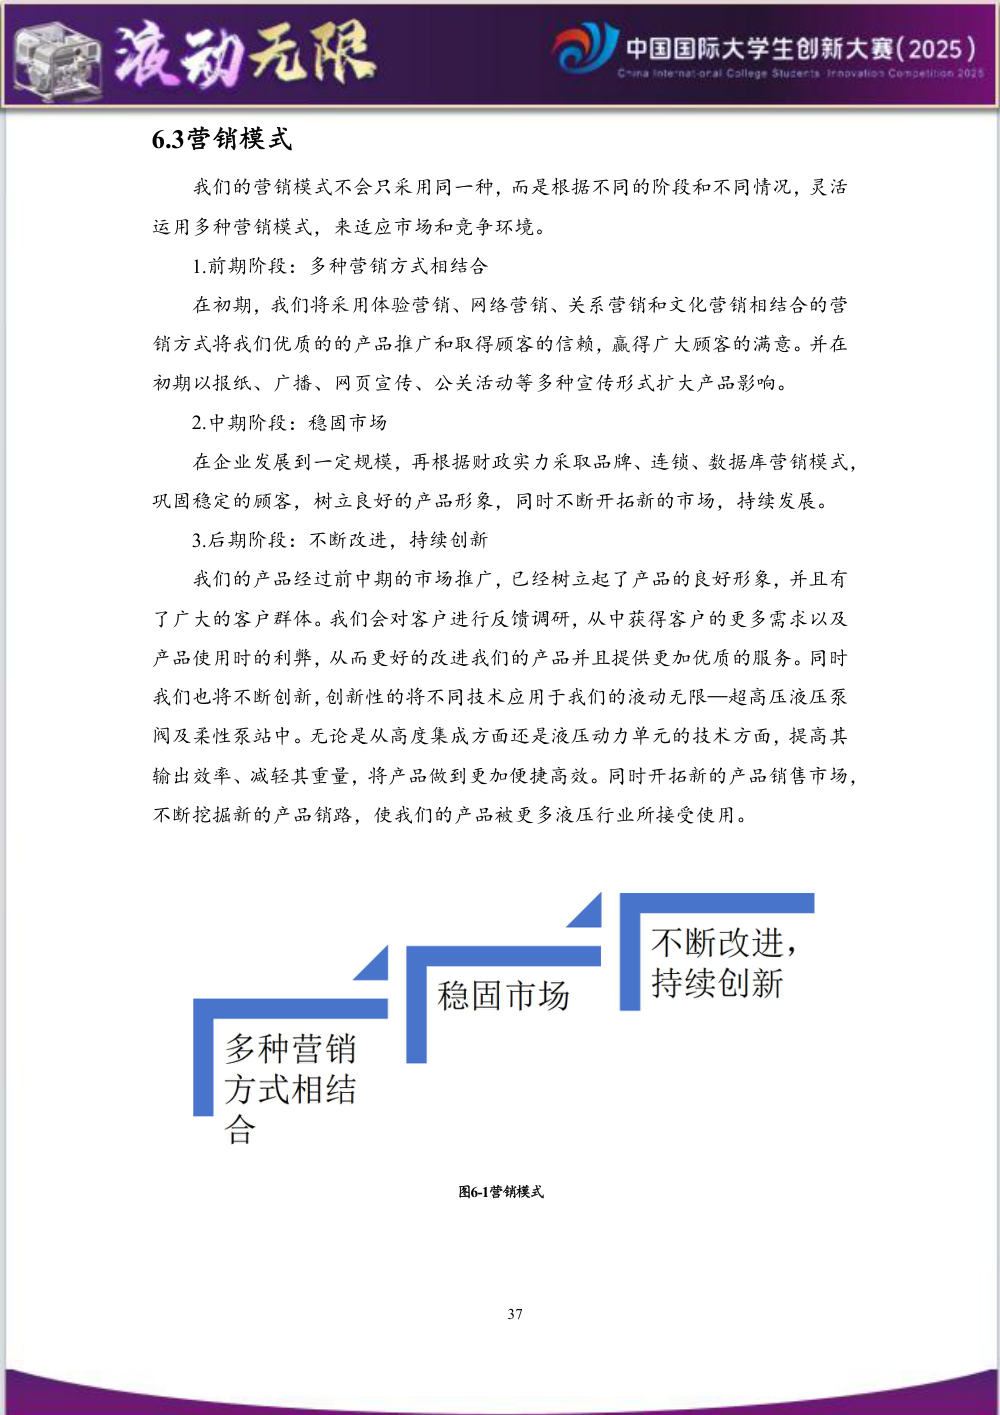 液动无限
中国国际大学生创新大赛(2025)
China International College Students' Innovation Competition 2025
6.3营销模式
我们的营销模式不会只采用同一种，而是根据不同的阶段和不同情况，灵活
运用多种营销模式，来适应市场和竞争环境。
1.前期阶段：多种营销方式相结合
在初期，我们将采用体验营销、网络营销、关系营销和文化营销相结合的营
销方式将我们优质的的产品推广和取得顾客的信赖，赢得广大顾客的满意。并在
初期以报纸、广播、网页宣传、公关活动等多种宣传形式扩大产品影响。
2.中期阶段：稳固市场
在企业发展到一定规模，再根据财政实力采取品牌、连锁、数据库营销模式，
巩固稳定的顾客，树立良好的产品形象，同时不断开拓新的市场，持续发展。
3.后期阶段：不断改进，持续创新
我们的产品经过前中期的市场推广，已经树立起了产品的良好形象，并且有
了广大的客户群体。我们会对客户进行反馈调研，从中获得客户的更多需求以及
产品使用时的利弊，从而更好的改进我们的产品并且提供更加优质的服务。同时
我们也将不断创新，创新性的将不同技术应用于我们的液动无限—超高压液压泵
阀及柔性泵站中。无论是从高度集成方面还是液压动力单元的技术方面，提高其
输出效率、减轻其重量，将产品做到更加便捷高效。同时开拓新的产品销售市场，
不断挖掘新的产品销路，使我们的产品被更多液压行业所接受使用。
多种营销
方式相结
合
稳固市场
不断改进，
持续创新
图6-1营销模式
37